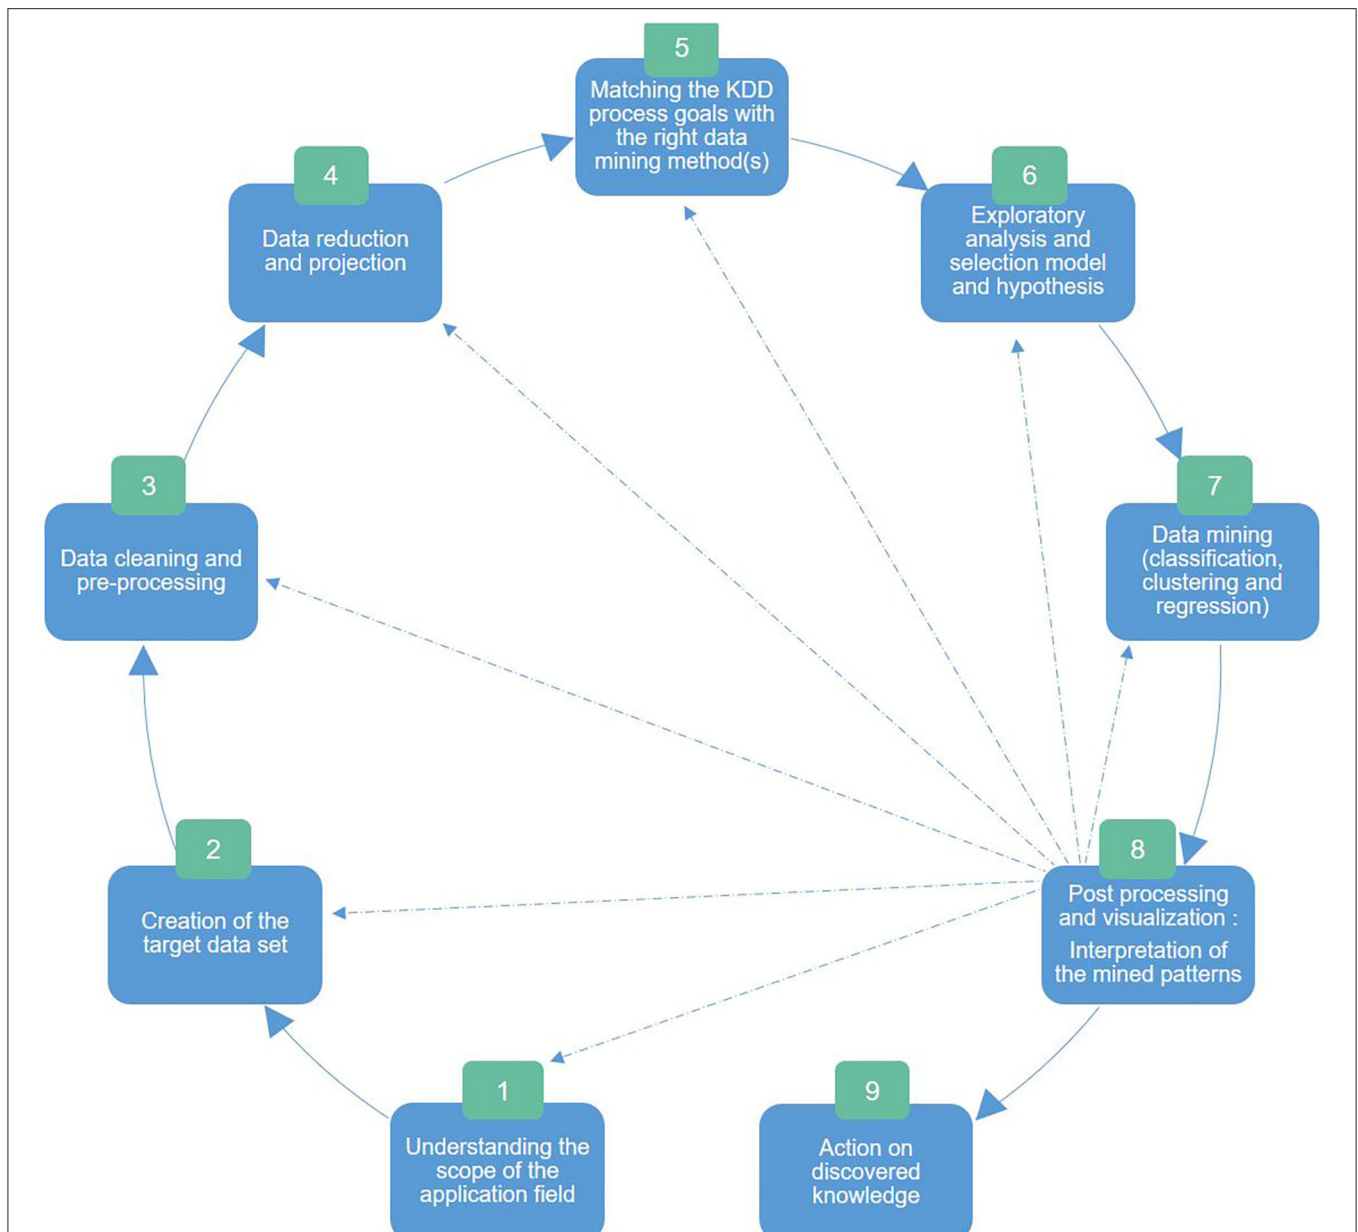 5
Matching the KDD
process goals with
the right data
mining method(s)
4
Data reduction
and projection
6
Exploratory
analysis and
selection model
and hypothesis
3
Data cleaning and
pre-processing
7
Data mining
(classification,
clustering and
regression)
2
Creation of the
target data set
8
Post processing
and visualization :
Interpretation of
the mined patterns
1
Understanding the
scope of the
application field
9
Action on
discovered
knowledge